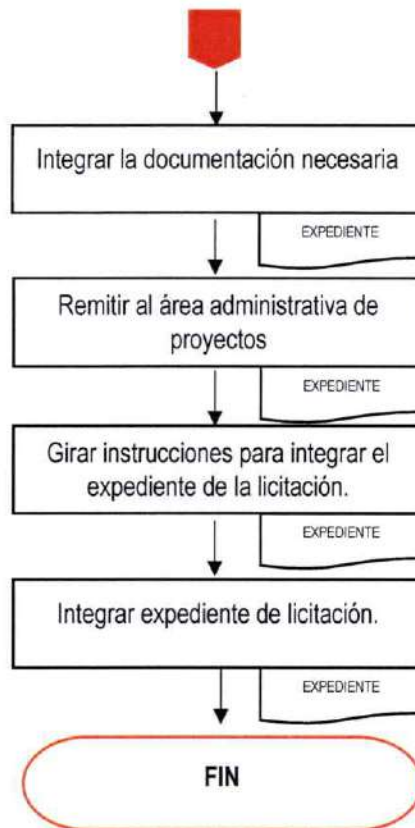 Integrar la documentación necesaria
EXPEDIENTE
Remitir al área administrativa de
proyectos
EXPEDIENTE
Girar instrucciones para integrar el
expediente de la licitación.
EXPEDIENTE
Integrar expediente de licitación.
EXPEDIENTE
FIN